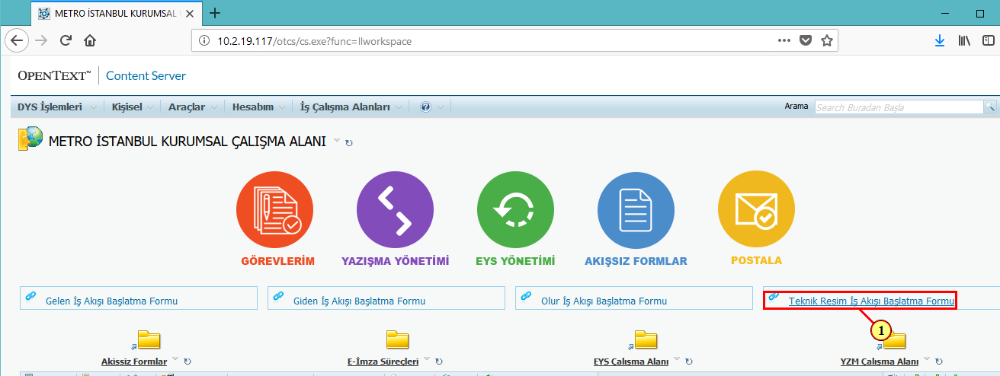 METRO İSTANBUL KURUMSAL
10.2.19.117/otcs/cs.exe?func=llworkspace
OPENTEXT™ Content Server
DYS İşlemleri Kişisel Araçlar Hesabım İş Çalışma Alanları ? Arama Search Buradan Başla
METRO İSTANBUL KURUMSAL ÇALIŞMA ALANI
GÖREVLERİM YAZIŞMA YÖNETİMİ EYS YÖNETİMİ AKIŞSIZ FORMLAR POSTALA
Gelen İş Akışı Başlatma Formu Giden İş Akışı Başlatma Formu Olur İş Akışı Başlatma Formu Teknik Resim İş Akışı Başlatma Formu
1
Akissiz Formlar E-İmza Süreçleri EYS Çalışma Alanı YZM Çalışma Alanı